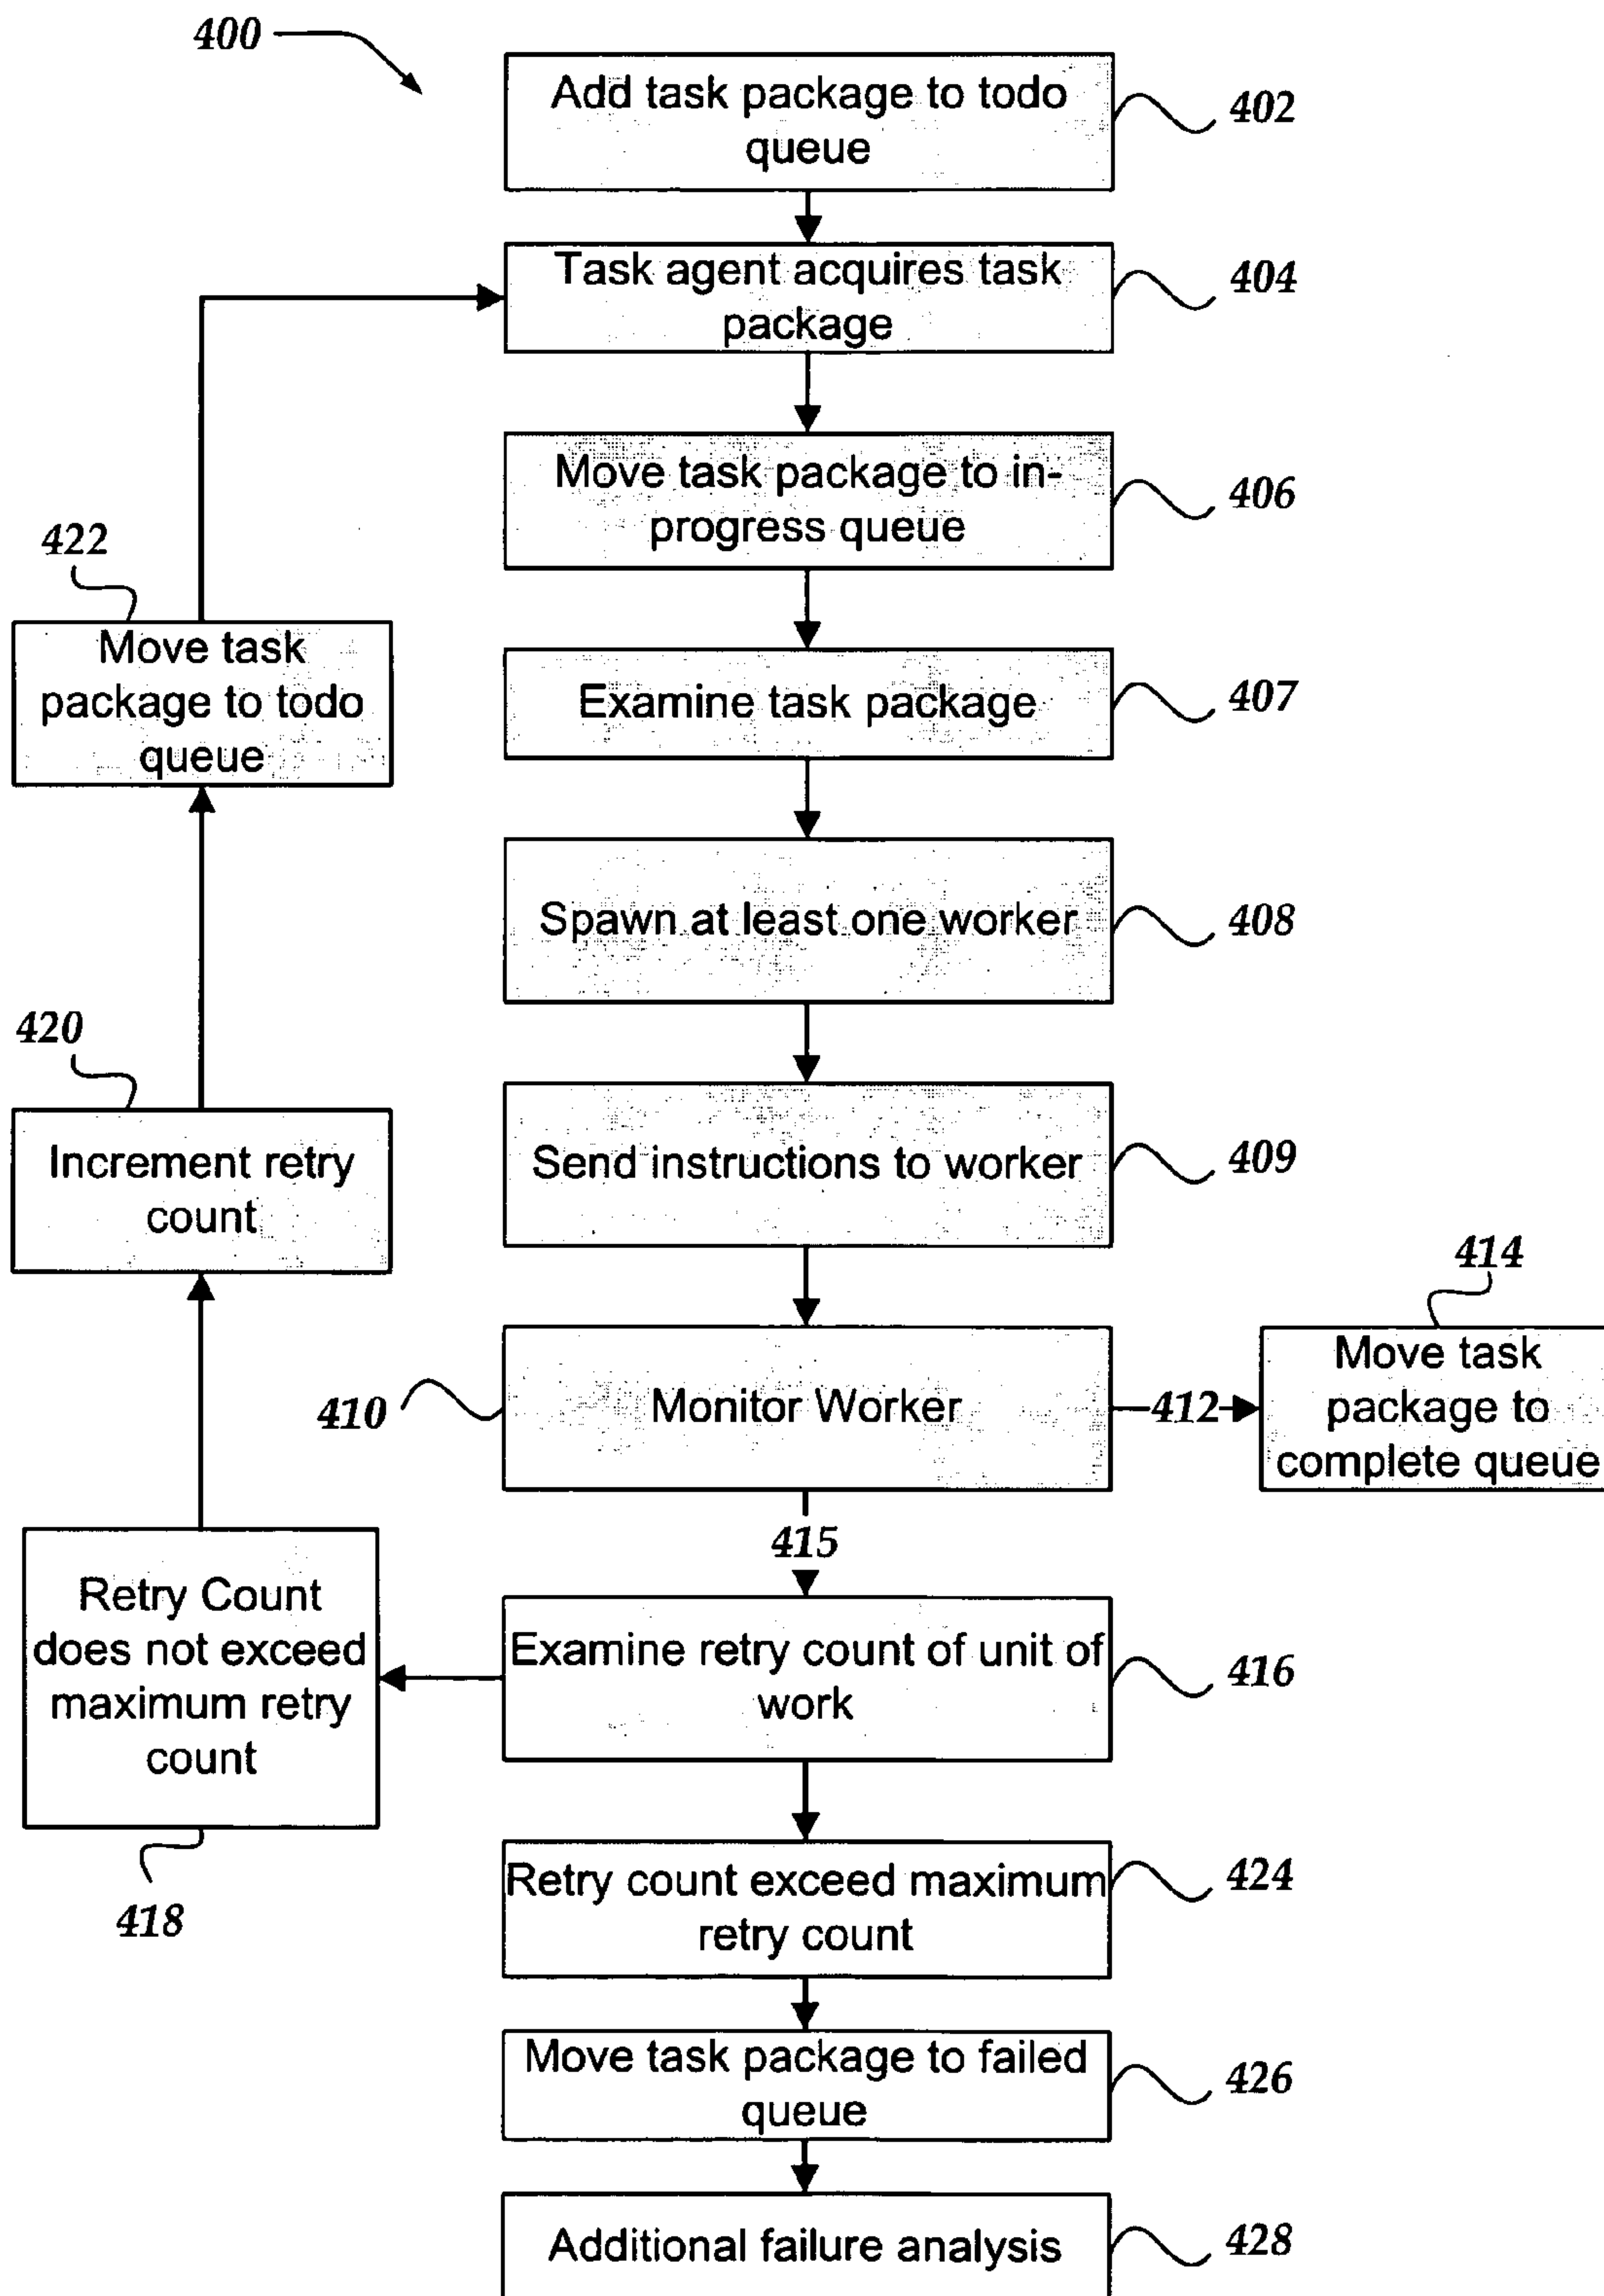 400
Add task package to todo
queue
402
Task agent acquires task
package
404
Move task package to in-
progress queue
406
422
Move task
package to todo
queue
Examine task package
407
Spawn at least one worker
408
420
Increment retry
count
Send instructions to worker
409
414
Move task
package to
complete queue
410
Monitor Worker
412
415
Retry Count
does not exceed
maximum retry
count
418
Examine retry count of unit of
work
416
Retry count exceed maximum
retry count
424
Move task package to failed
queue
426
Additional failure analysis
428